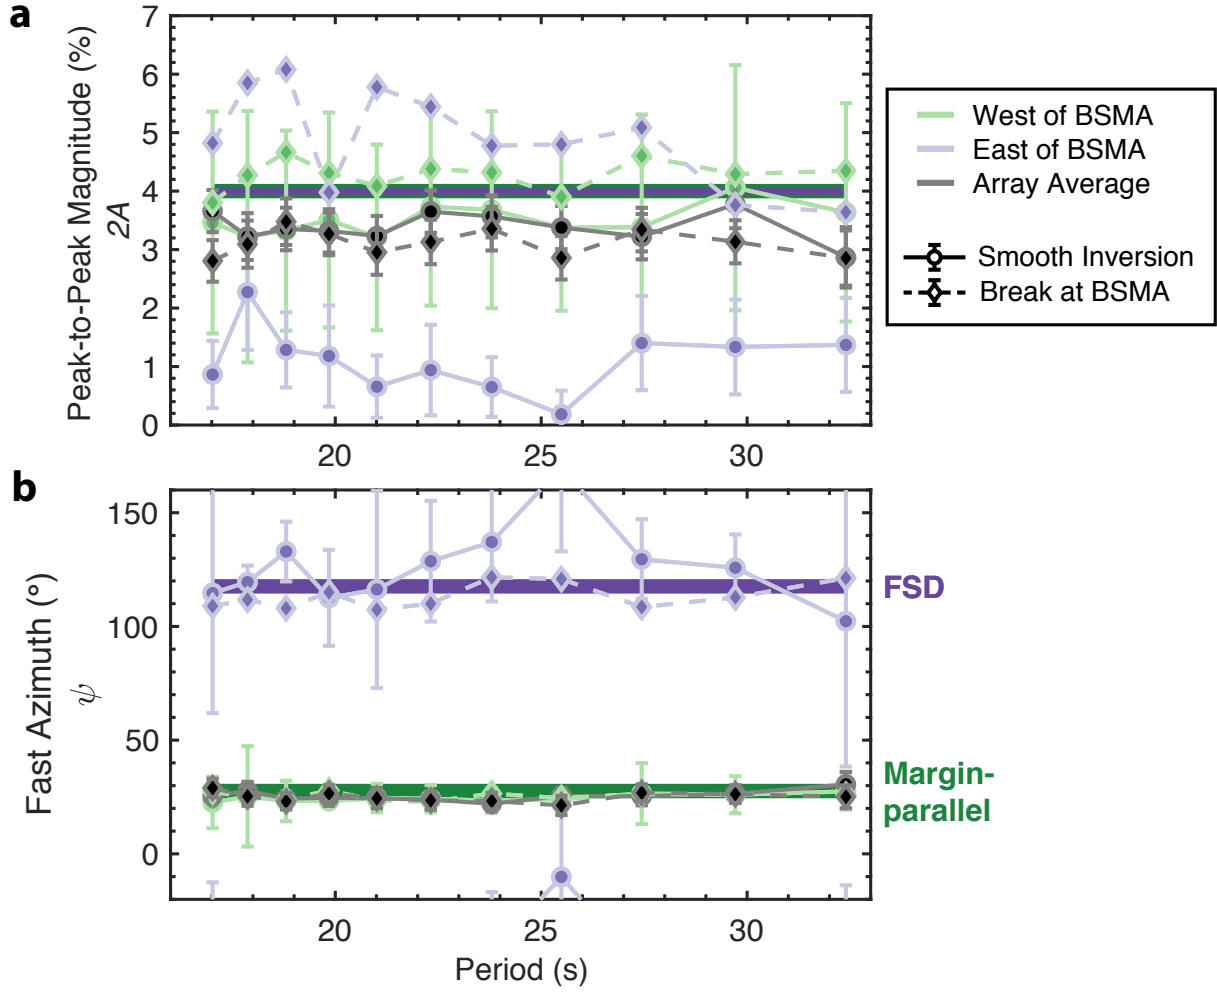 a
7
6
5
4
3
2
1
0
Peak-to-Peak Magnitude (%)
2A
20
25
30
West of BSMA
East of BSMA
Array Average
Smooth Inversion
Break at BSMA
b
150
100
50
0
Fast Azimuth (°)
ψ
FSD
Margin-
parallel
20
25
30
Period (s)